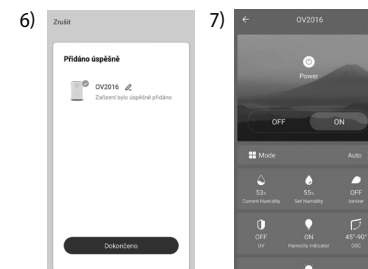 6)
Zrušit
Přidáno úspěšně
OV2016
Zařízení bylo úspěšně přidáno
Dokončeno
7)
OV2016
Power
OFF
ON
Mode
Auto
53%
55%
OFF
Current Humidity
Set Humidity
Ionizer
OFF
ON
45°-90°
UV
Humidity Indicator
OSC